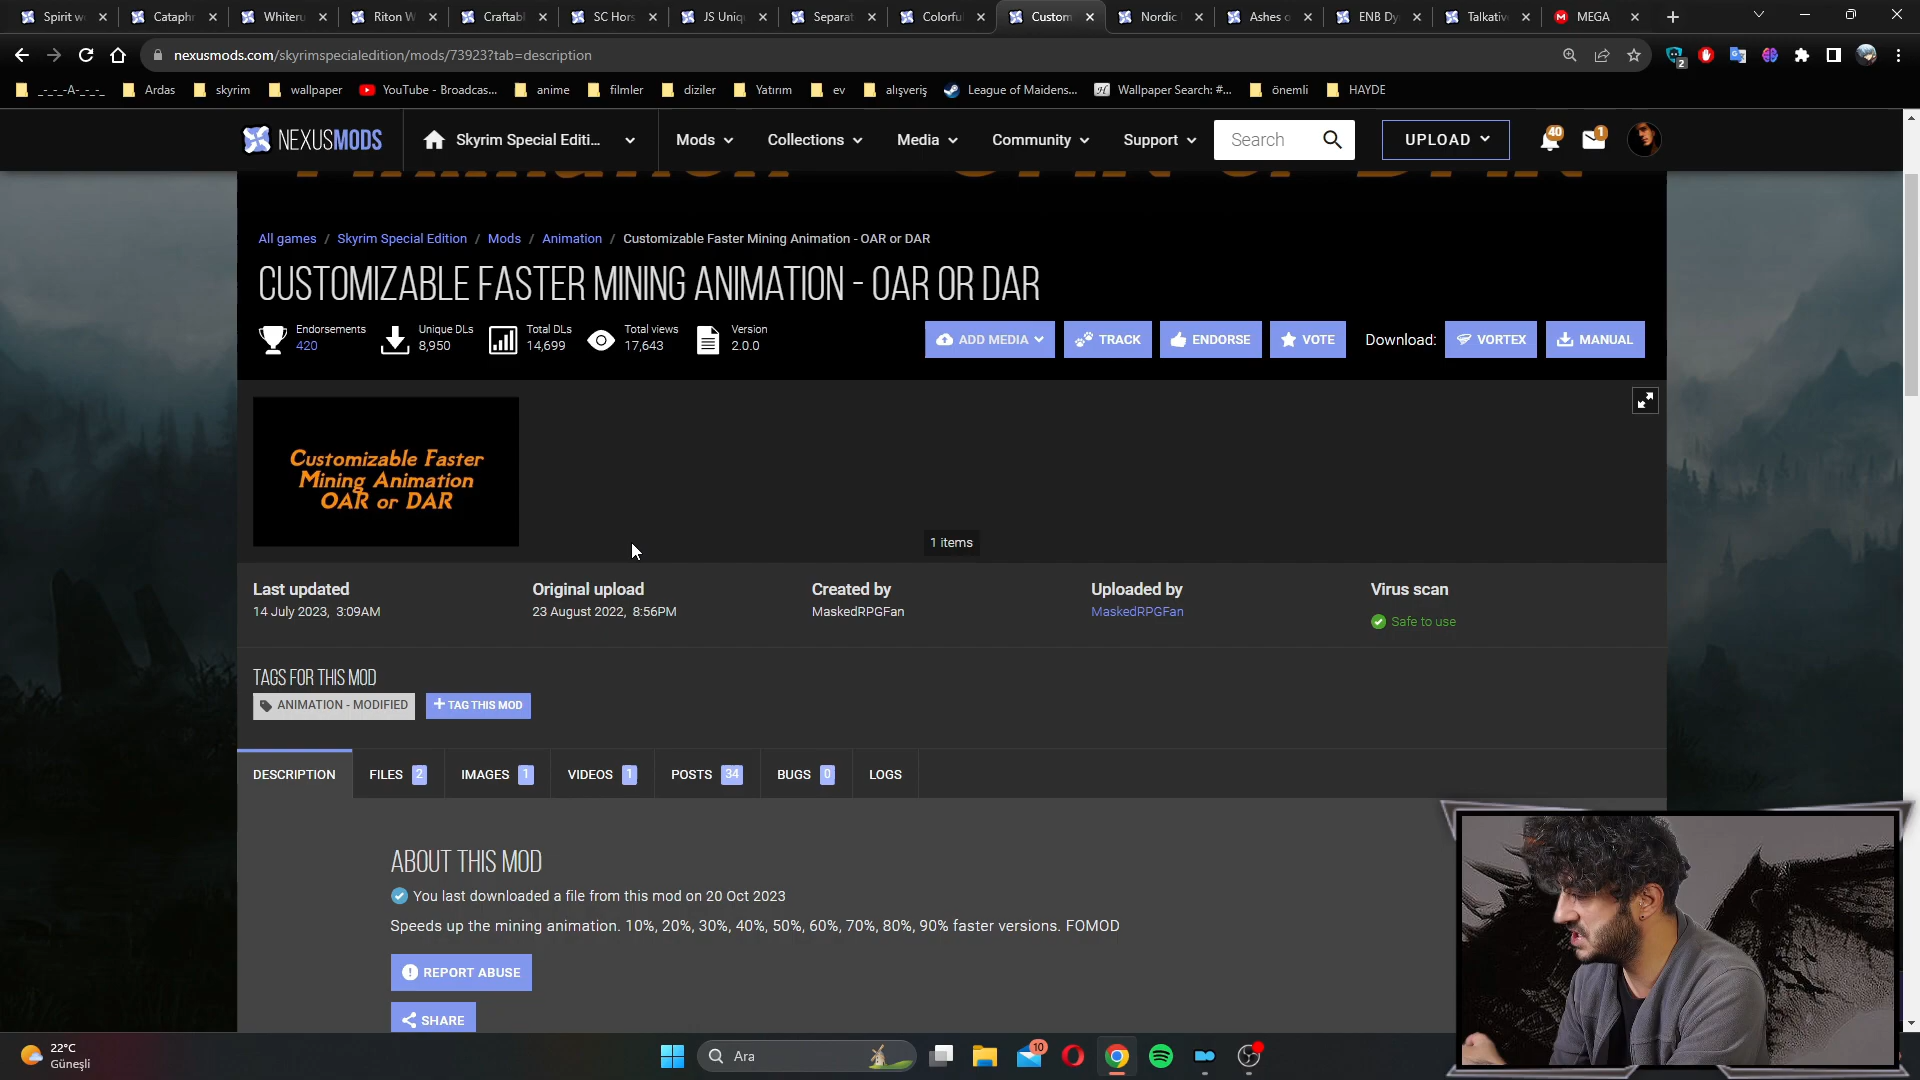 Spirit w
Cataph
Whiteru
Riton W
Craftabl
SC Hors
JS Uniq
Separat
Colorful
Custom
Nordic
Ashes o
ENB Dy
Talkativ
MEGA
nexusmods.com/skyrimspecialedition/mods/73923?tab=description
2
_-_-_-A-_-_-
Ardas
skyrim
wallpaper
YouTube - Broadcas...
anime
filmler
diziler
Yatırım
ev
alışveriş
League of Maidens...
Wallpaper Search: #...
önemli
HAYDE
NEXUSMODS
Skyrim Special Editi...
Mods
Collections
Media
Community
Support
Search
UPLOAD
40
1
All games / Skyrim Special Edition / Mods / Animation / Customizable Faster Mining Animation - OAR or DAR
CUSTOMIZABLE FASTER MINING ANIMATION - OAR OR DAR
Endorsements
420
Unique DLs
8,950
Total DLs
14,699
Total views
17,643
Version
2.0.0
ADD MEDIA
TRACK
ENDORSE
VOTE
Download:
VORTEX
MANUAL
Customizable Faster
Mining Animation
OAR or DAR
1 items
Last updated
14 July 2023, 3:09AM
Original upload
23 August 2022, 8:56PM
Created by
MaskedRPGFan
Uploaded by
MaskedRPGFan
Virus scan
Safe to use
TAGS FOR THIS MOD
ANIMATION - MODIFIED
+ TAG THIS MOD
DESCRIPTION
FILES 2
IMAGES 1
VIDEOS 1
POSTS 34
BUGS 0
LOGS
ABOUT THIS MOD
You last downloaded a file from this mod on 20 Oct 2023
Speeds up the mining animation. 10%, 20%, 30%, 40%, 50%, 60%, 70%, 80%, 90% faster versions. FOMOD
REPORT ABUSE
SHARE
22°C
Güneşli
Ara
10